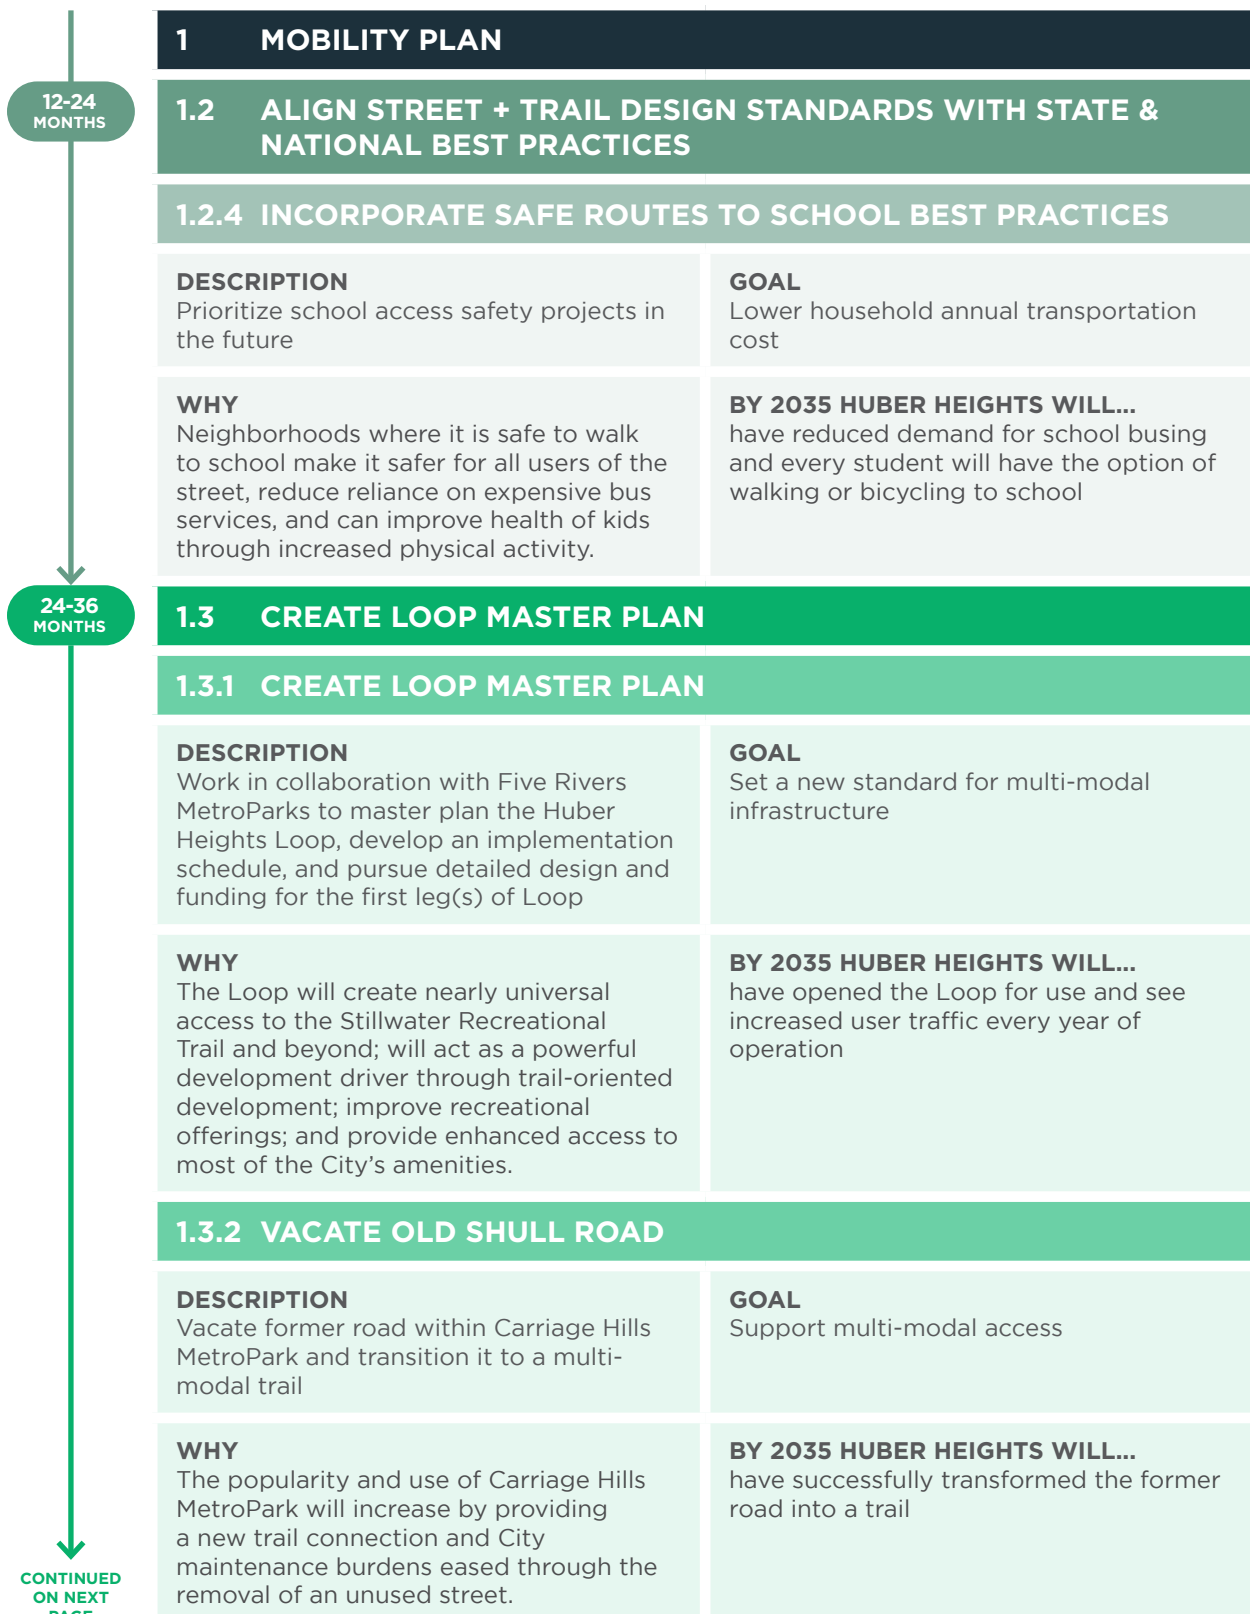 1 MOBILITY PLAN
12-24
MONTHS
1.2 ALIGN STREET + TRAIL DESIGN STANDARDS WITH STATE &
NATIONAL BEST PRACTICES
1.2.4 INCORPORATE SAFE ROUTES TO SCHOOL BEST PRACTICES
DESCRIPTION
Prioritize school access safety projects in
the future
GOAL
Lower household annual transportation
cost
WHY
Neighborhoods where it is safe to walk
to school make it safer for all users of the
street, reduce reliance on expensive bus
services, and can improve health of kids
through increased physical activity.
BY 2035 HUBER HEIGHTS WILL...
have reduced demand for school busing
and every student will have the option of
walking or bicycling to school
24-36
MONTHS
1.3 CREATE LOOP MASTER PLAN
1.3.1 CREATE LOOP MASTER PLAN
DESCRIPTION
Work in collaboration with Five Rivers
MetroParks to master plan the Huber
Heights Loop, develop an implementation
schedule, and pursue detailed design and
funding for the first leg(s) of Loop
GOAL
Set a new standard for multi-modal
infrastructure
WHY
The Loop will create nearly universal
access to the Stillwater Recreational
Trail and beyond; will act as a powerful
development driver through trail-oriented
development; improve recreational
offerings; and provide enhanced access to
most of the City's amenities.
BY 2035 HUBER HEIGHTS WILL...
have opened the Loop for use and see
increased user traffic every year of
operation
1.3.2 VACATE OLD SHULL ROAD
DESCRIPTION
Vacate former road within Carriage Hills
MetroPark and transition it to a multi-
modal trail
GOAL
Support multi-modal access
WHY
The popularity and use of Carriage Hills
MetroPark will increase by providing
a new trail connection and City
maintenance burdens eased through the
removal of an unused street.
BY 2035 HUBER HEIGHTS WILL...
have successfully transformed the former
road into a trail
CONTINUED
ON NEXT
PAGE